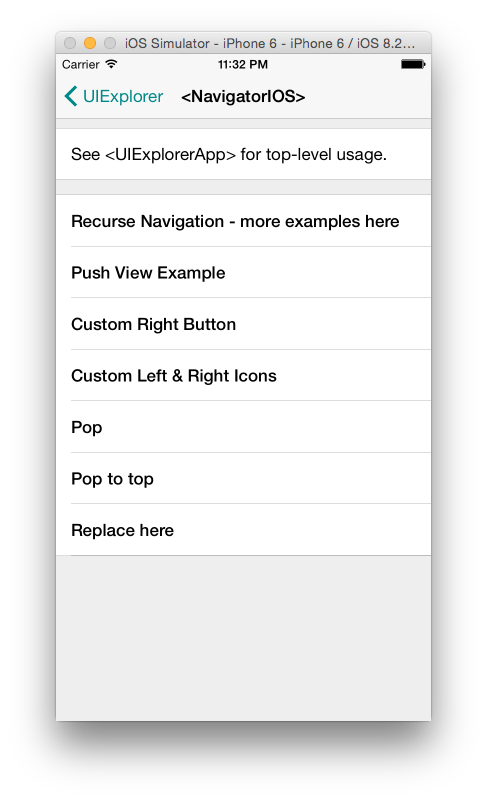 iOS Simulator - iPhone 6 - iPhone 6 / iOS 8.2...
Carrier 11:32 PM
UIExplorer <NavigatorIOS>
See <UIExplorerApp> for top-level usage.
Recurse Navigation - more examples here
Push View Example
Custom Right Button
Custom Left & Right Icons
Pop
Pop to top
Replace here